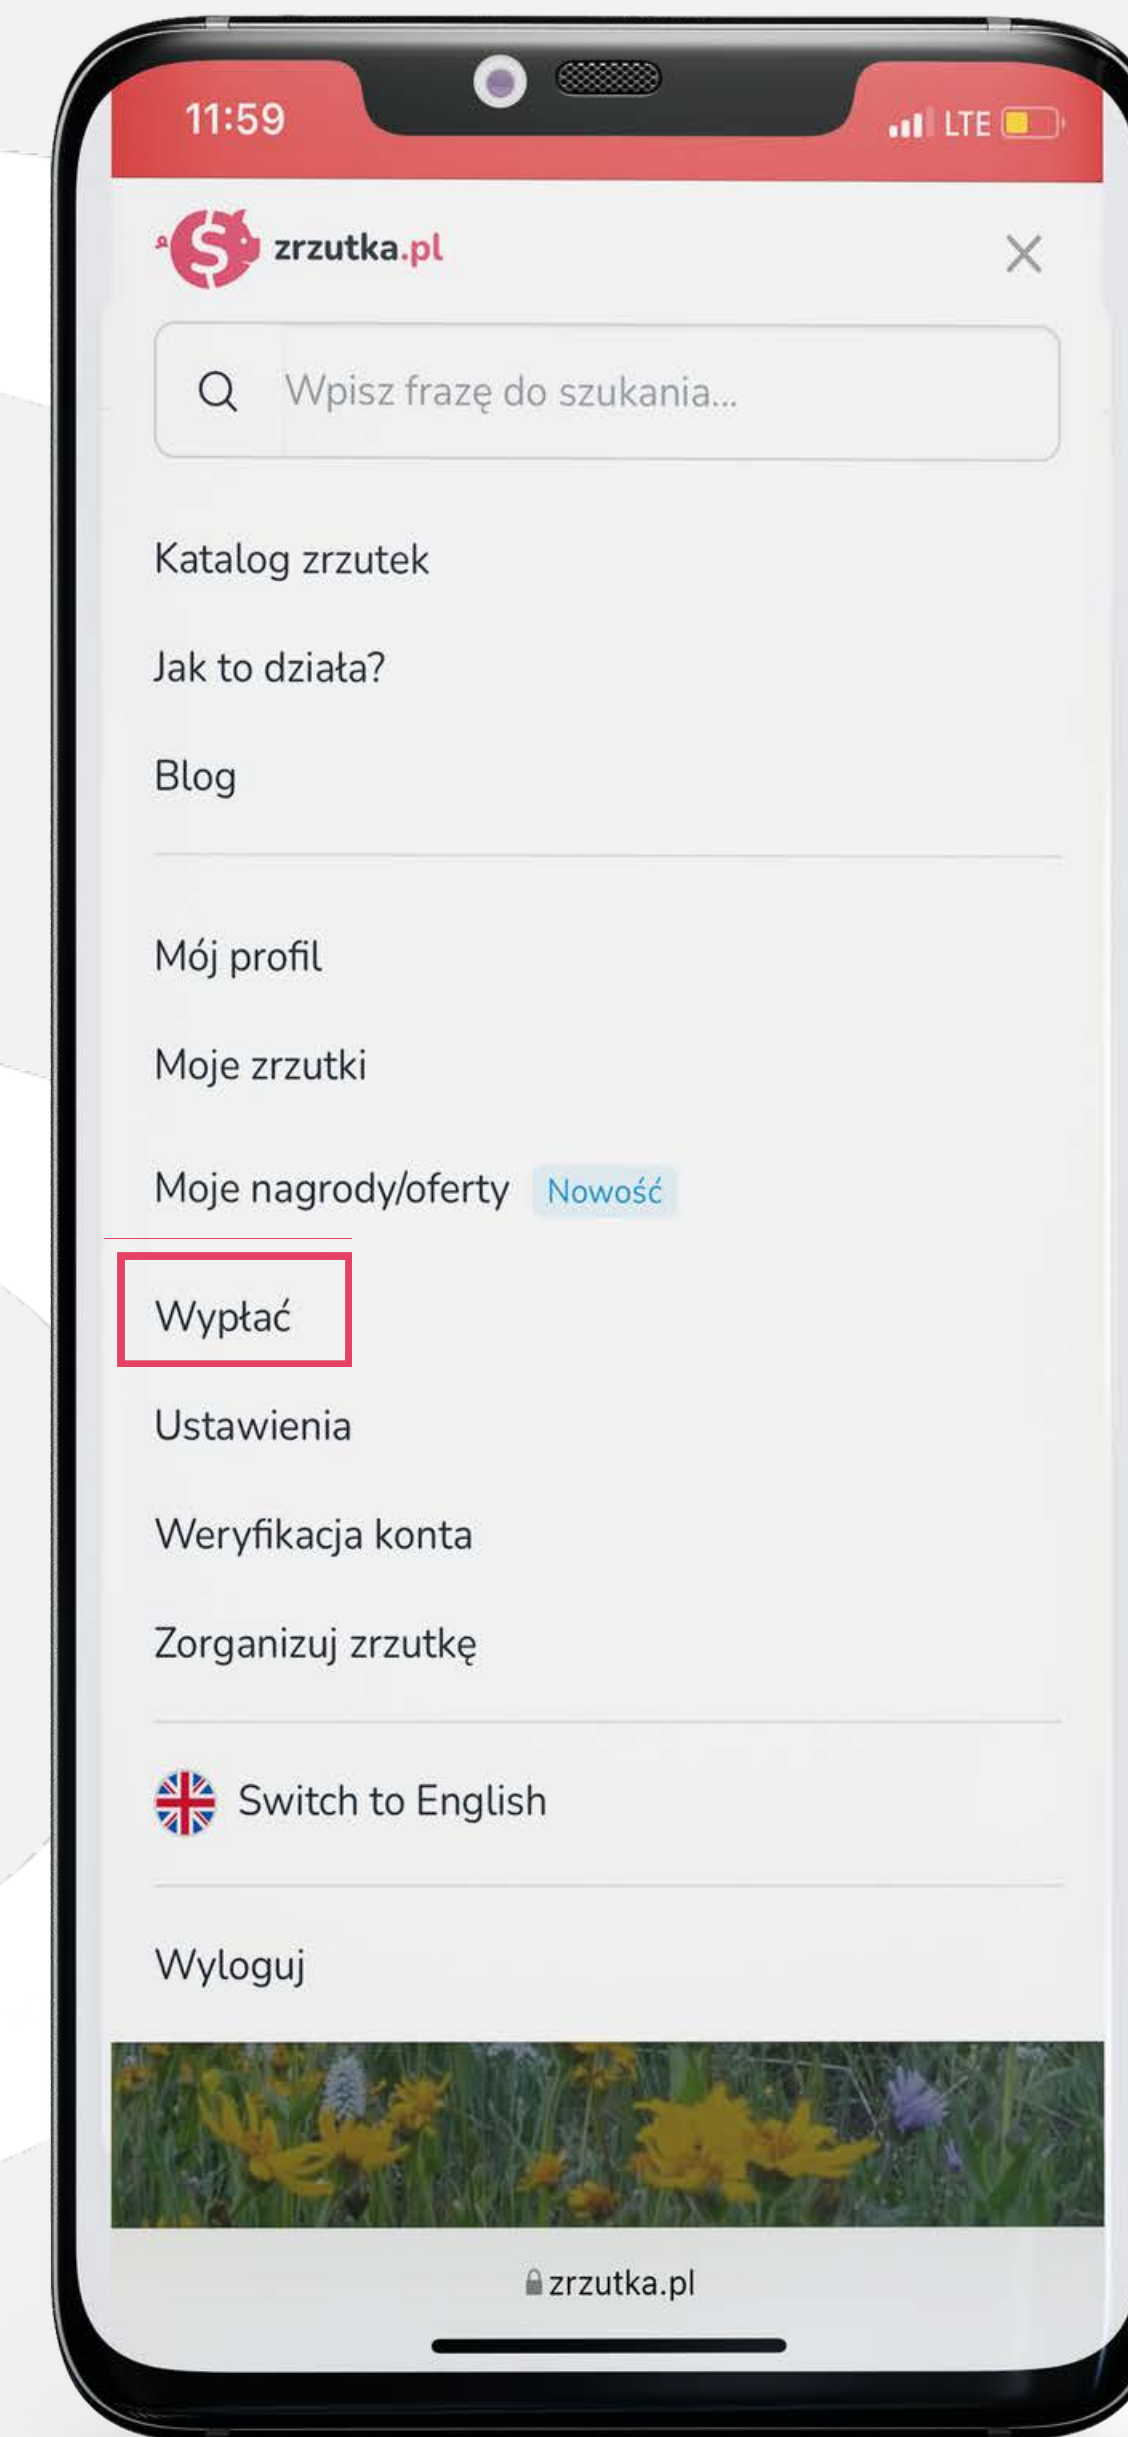 11:59
LTE
zrzutka.pl
Wpisz frazę do szukania...
Katalog zrzutek
Jak to działa?
Blog
Mój profil
Moje zrzutki
Moje nagrody/oferty Nowość
Wypłać
Ustawienia
Weryfikacja konta
Zorganizuj zrzutkę
Switch to English
Wyloguj
zrzutka.pl